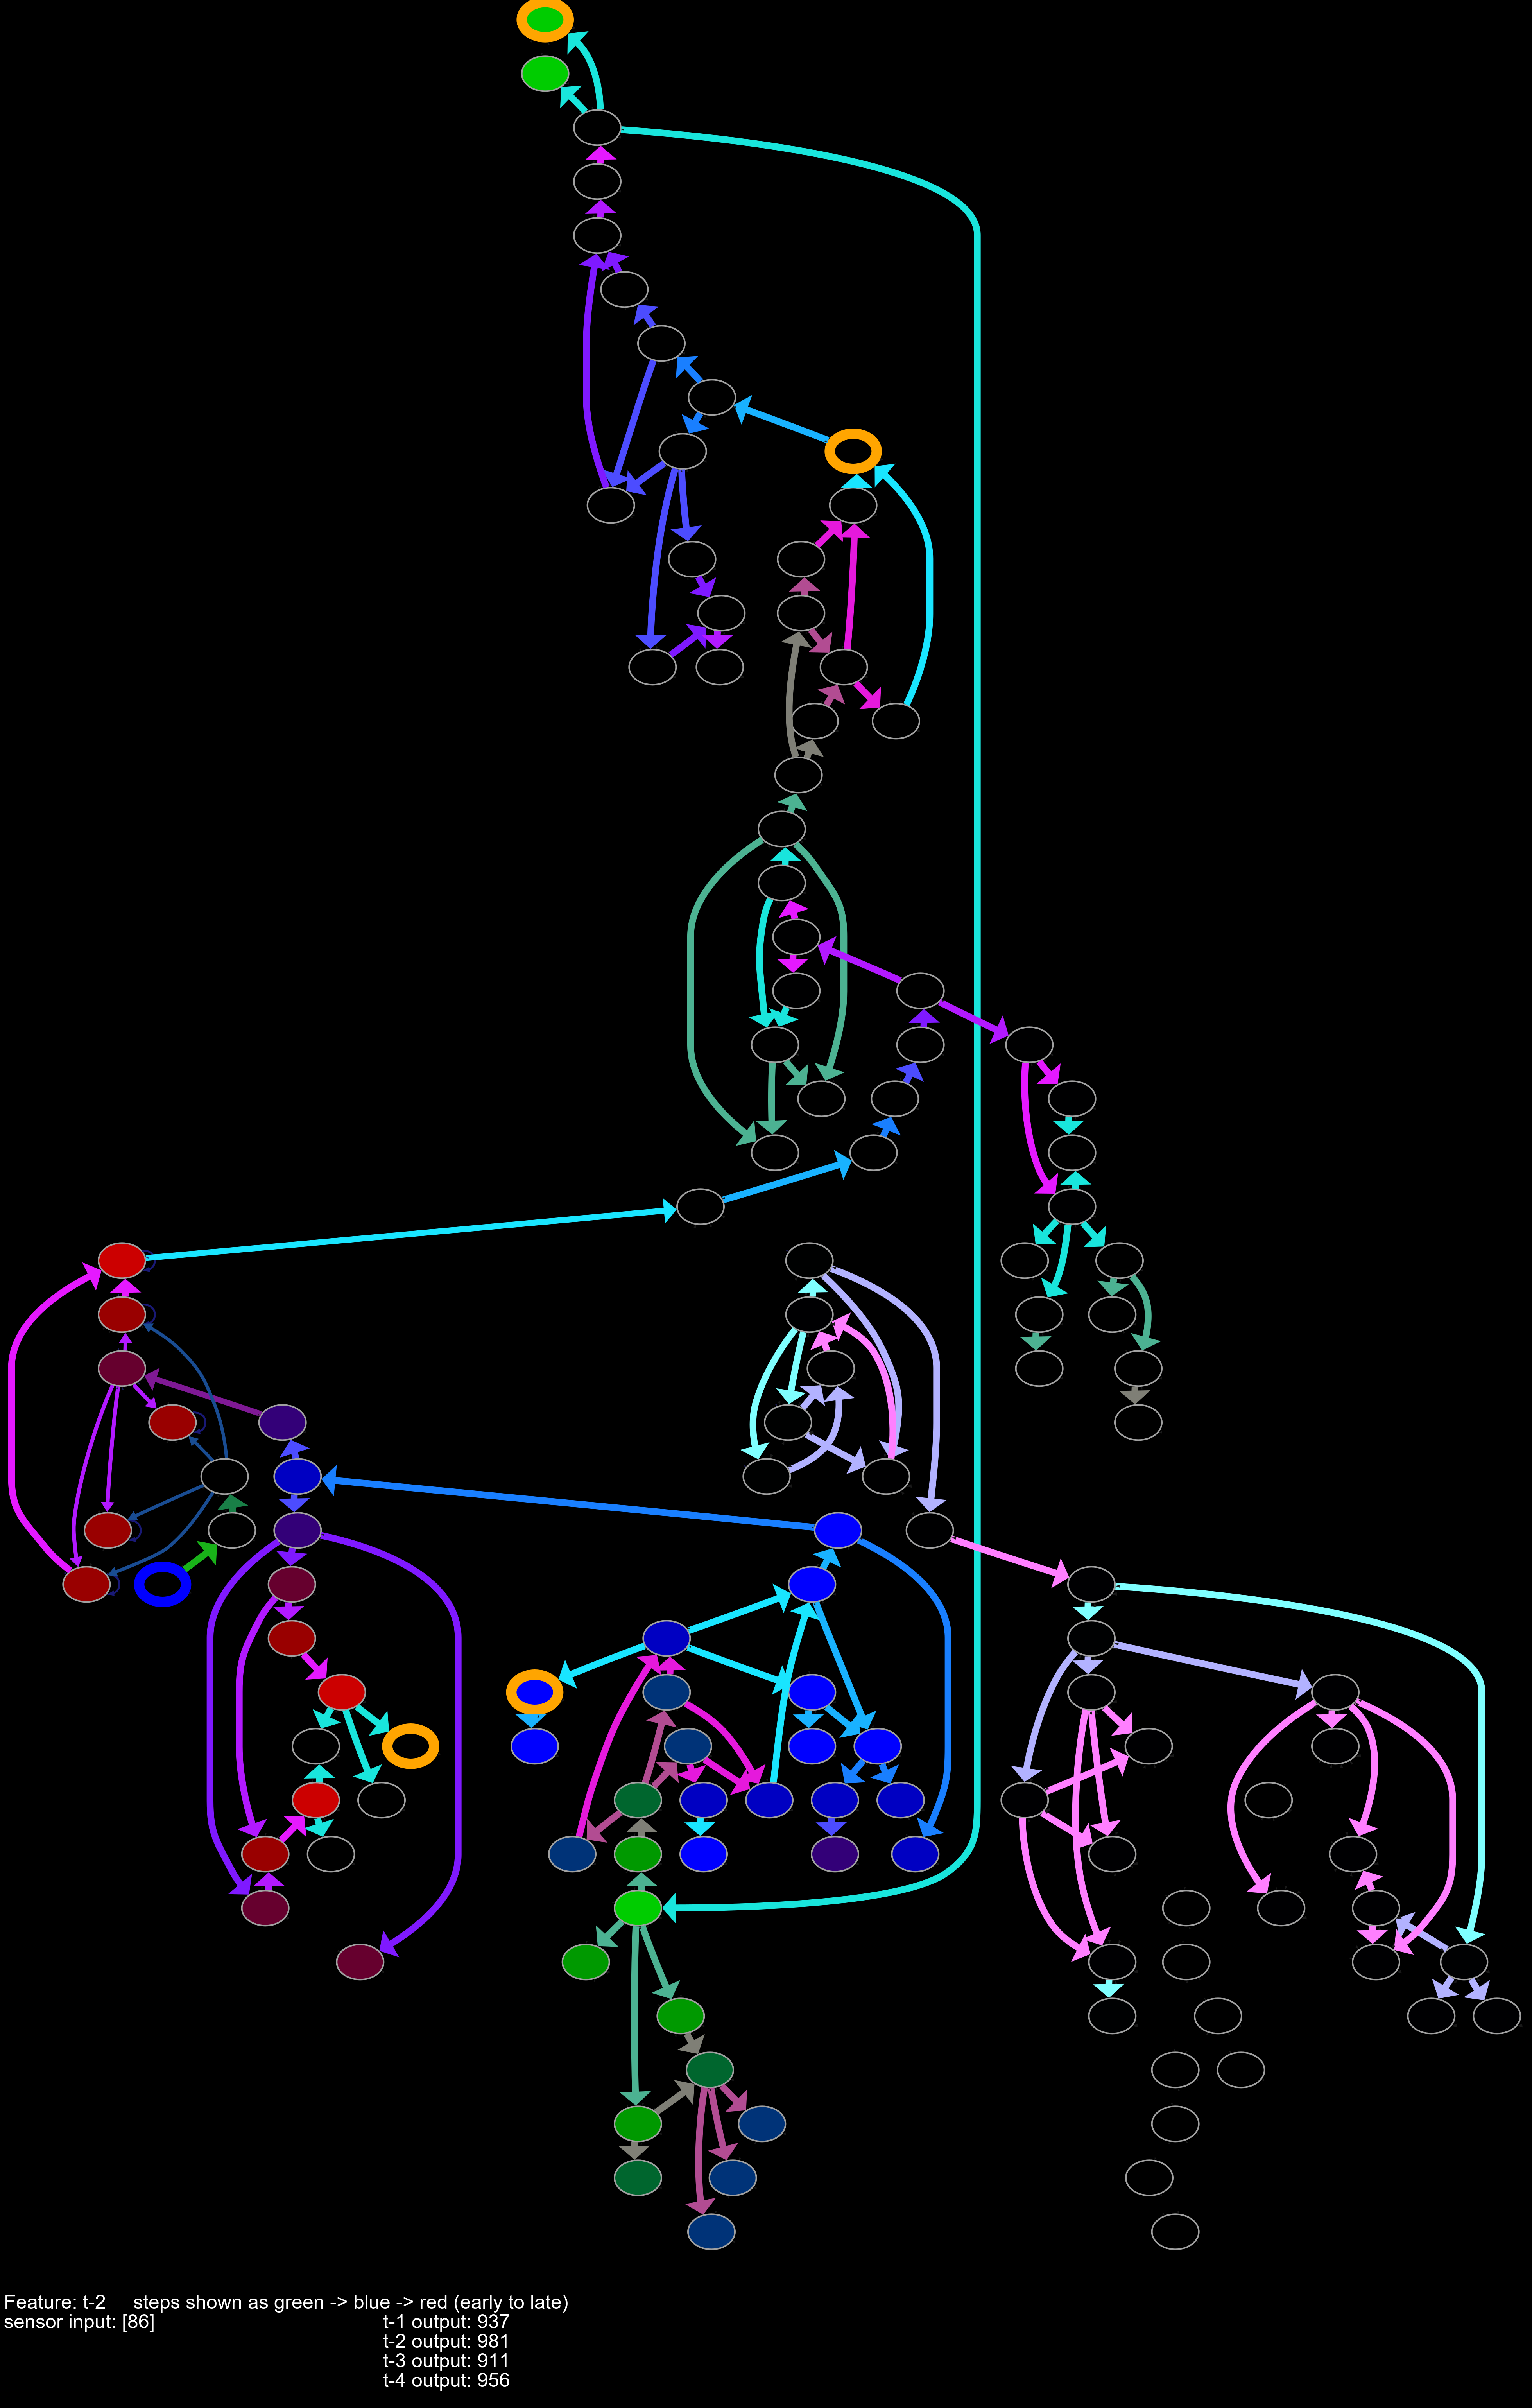 Feature: t-2 steps shown as green -> blue -> red (early to late)
sensor input: [86] t-1 output: 937
t-2 output: 981
t-3 output: 911
t-4 output: 956